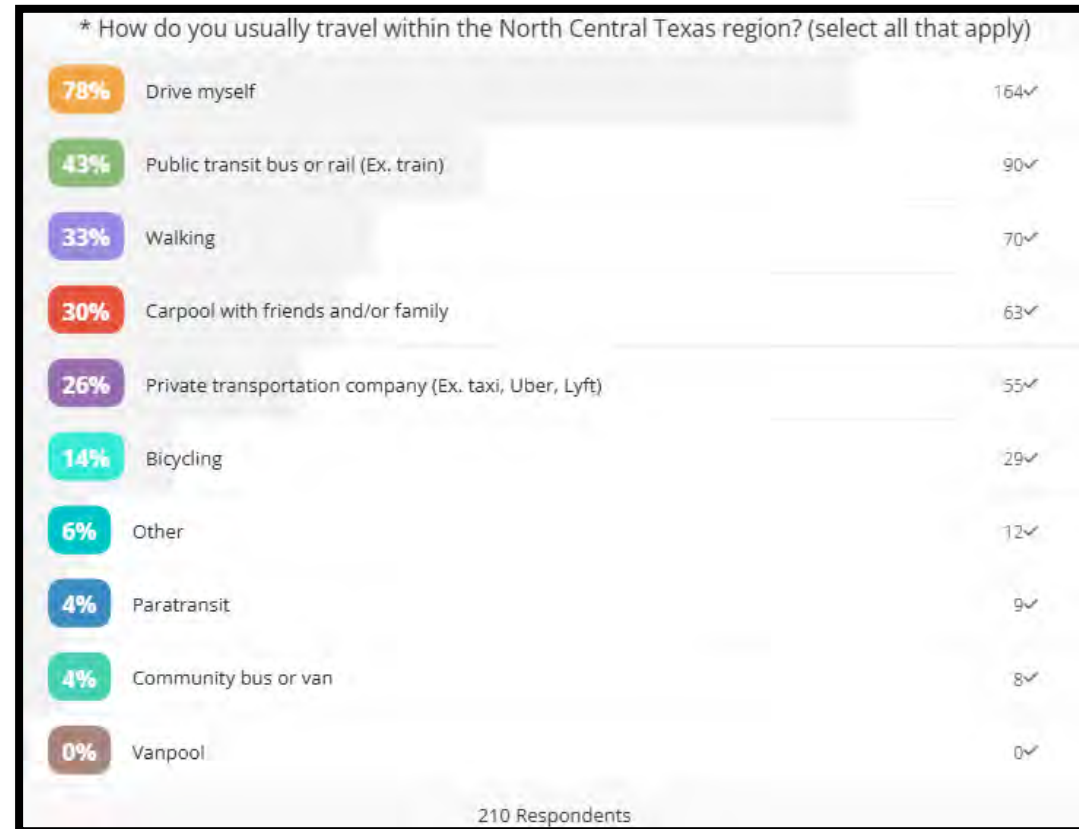 * How do you usually travel within the North Central Texas region? (select all that apply)
78% Drive myself 164✓
43% Public transit bus or rail (Ex. train) 90✓
33% Walking 70✓
30% Carpool with friends and/or family 63✓
26% Private transportation company (Ex. taxi, Uber, Lyft) 55✓
14% Bicycling 29✓
6% Other 12✓
4% Paratransit 9✓
4% Community bus or van 8✓
0% Vanpool 0✓
210 Respondents